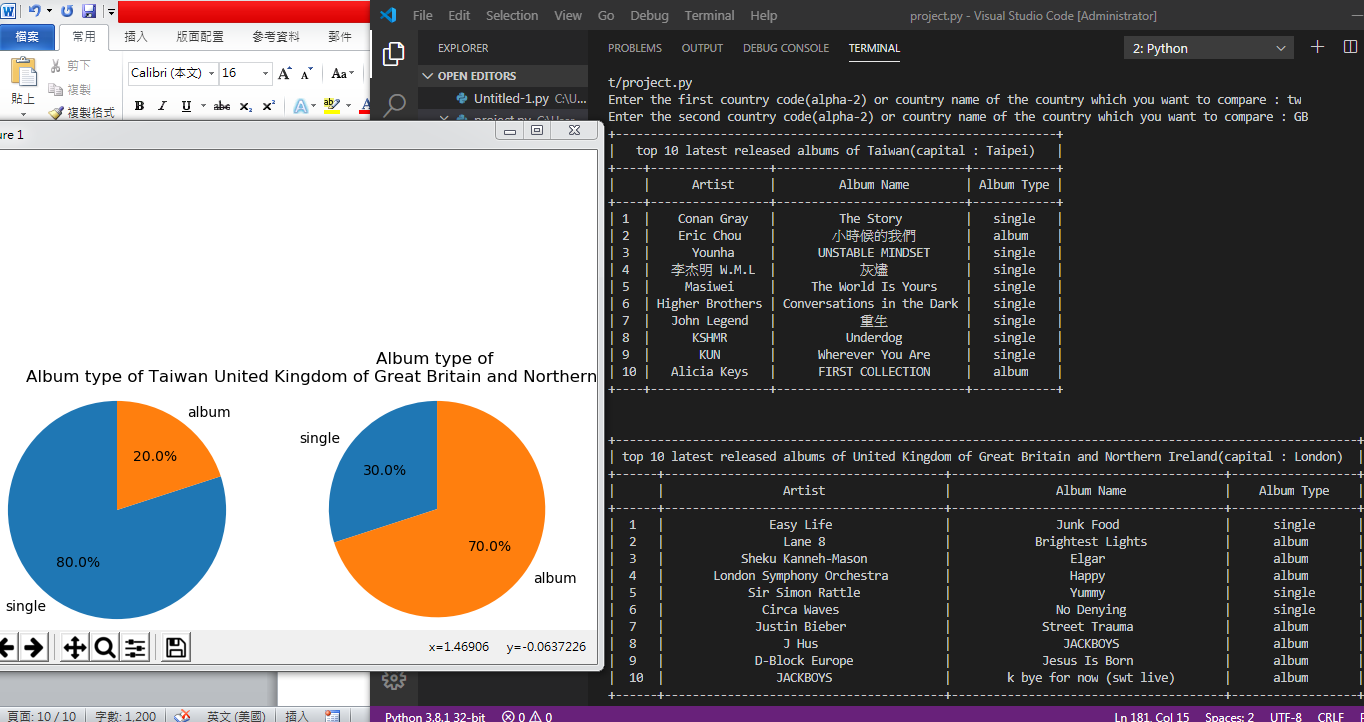 檔案 常用 插入 版面配置 參考資料 郵件
剪下
複製
貼上 複製格式
Calibri (本文) 16
B I U abc x₂ x² A ab A
ure 1
Album type of
Album type of Taiwan United Kingdom of Great Britain and Northern
album
20.0%
80.0%
single
single
30.0%
70.0%
album
x=1.46906 y=-0.0637226
頁面: 10 / 10 字數: 1,200 英文 (美國) 插入
File Edit Selection View Go Debug Terminal Help project.py - Visual Studio Code [Administrator]
EXPLORER
OPEN EDITORS
Untitled-1.py C:\U...
project.py C:\User...
PROBLEMS OUTPUT DEBUG CONSOLE TERMINAL 2: Python
t/project.py
Enter the first country code(alpha-2) or country name of the country which you want to compare : tw
Enter the second country code(alpha-2) or country name of the country which you want to compare : GB
top 10 latest released albums of Taiwan(capital : Taipei)
Artist | Album Name | Album Type
1 | Conan Gray | The Story | single
2 | Eric Chou | 小時候的我們 | album
3 | Younha | UNSTABLE MINDSET | single
4 | 李杰明 W.M.L | 灰燼 | single
5 | Masiwei | The World Is Yours | single
6 | Higher Brothers | Conversations in the Dark | single
7 | John Legend | 重生 | single
8 | KSHMR | Underdog | single
9 | KUN | Wherever You Are | single
10 | Alicia Keys | FIRST COLLECTION | album
top 10 latest released albums of United Kingdom of Great Britain and Northern Ireland(capital : London)
Artist | Album Name | Album Type
1 | Easy Life | Junk Food | single
2 | Lane 8 | Brightest Lights | album
3 | Sheku Kanneh-Mason | Elgar | album
4 | London Symphony Orchestra | Happy | album
5 | Sir Simon Rattle | Yummy | single
6 | Circa Waves | No Denying | single
7 | Justin Bieber | Street Trauma | album
8 | J Hus | JACKBOYS | album
9 | D-Block Europe | Jesus Is Born | album
10 | JACKBOYS | k bye for now (swt live) | album
Python 3.8.1 32-bit 0 0 Ln 181, Col 15 Spaces: 2 UTF-8 CRLF